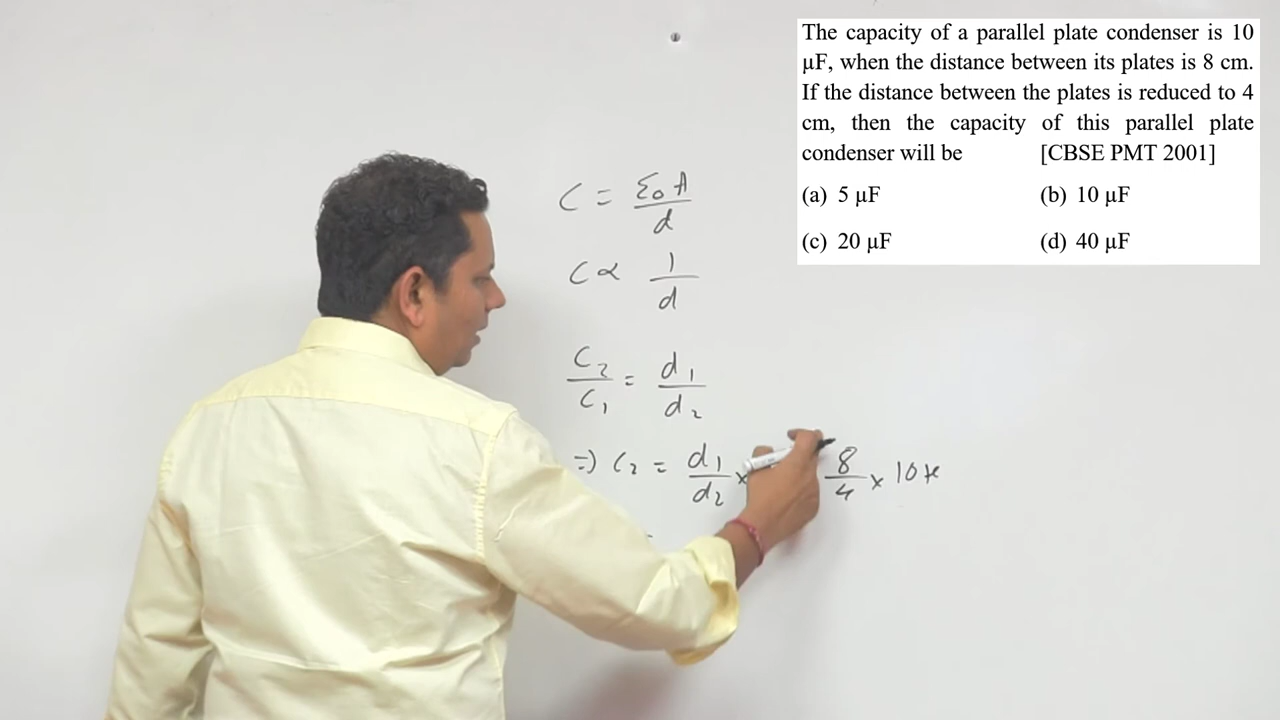 The capacity of a parallel plate condenser is 10
µF, when the distance between its plates is 8 cm.
If the distance between the plates is reduced to 4
cm, then the capacity of this parallel plate
condenser will be [CBSE PMT 2001]
(a) 5 µF (b) 10 µF
(c) 20 µF (d) 40 µF
C = ε₀A/d
C ∝ 1/d
C₂/C₁ = d₁/d₂
⇒ C₂ = d₁/d₂ × 8/4 × 10